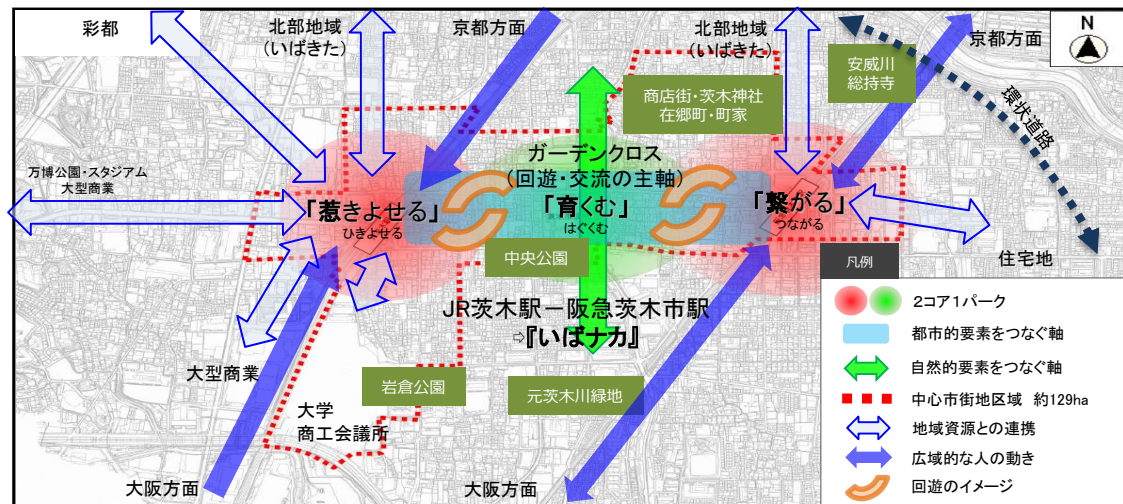 彩都
北部地域
(いばきた)
京都方面
北部地域
(いばきた)
京都方面
N
安威川
総持寺
環状道路
商店街・茨木神社
在郷町・町家
万博公園・スタジアム
大型商業
ガーデンクロス
(回遊・交流の主軸)
「惹きよせる」
ひきよせる
「育くむ」
はぐくむ
「繋がる」
つながる
住宅地
中央公園
JR茨木駅－阪急茨木市駅
⇨『いばナカ』
大型商業
岩倉公園
元茨木川緑地
大学
商工会議所
大阪方面
大阪方面
凡例
2コア1パーク
都市的要素をつなぐ軸
自然的要素をつなぐ軸
中心市街地区域 約129ha
地域資源との連携
広域的な人の動き
回遊のイメージ